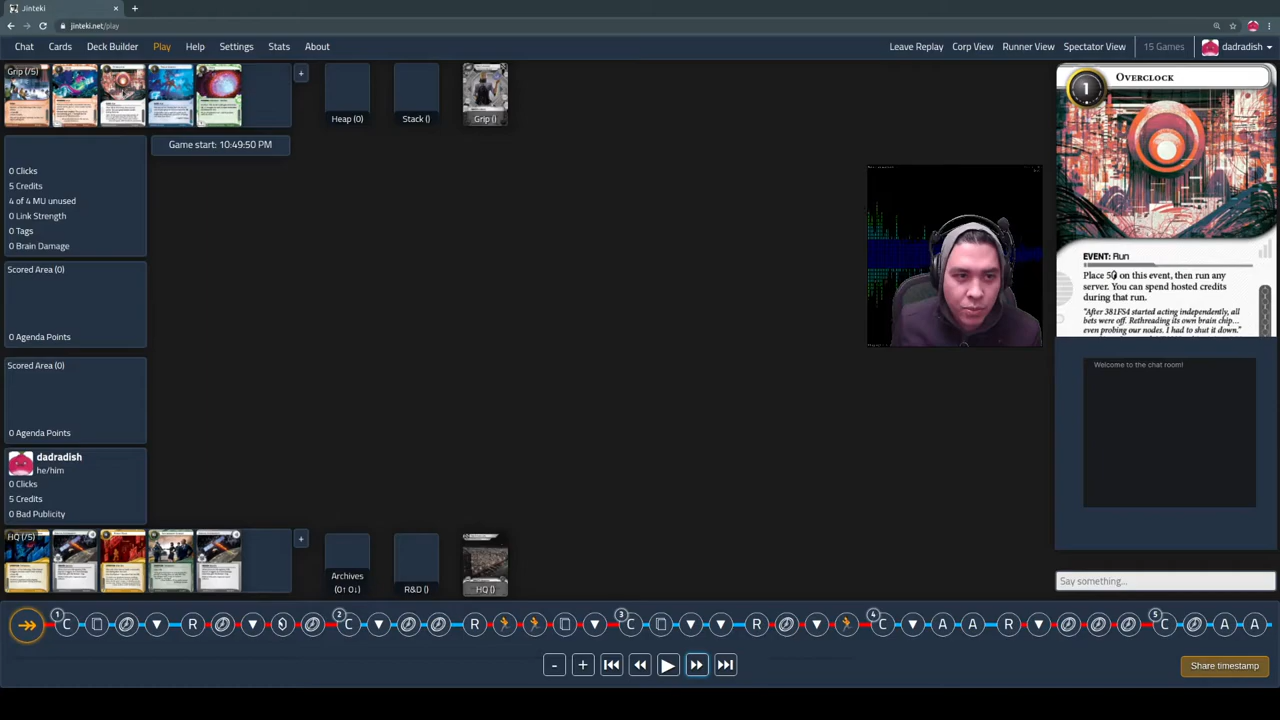 Jinteki
jinteki.net/play
Chat Cards Deck Builder Play Help Settings Stats About
Leave Replay Corp View Runner View Spectator View 15 Games dadradish
Grip (/5)
Heap (0) Stack () Grip ()
Game start: 10:49:50 PM
0 Clicks
5 Credits
4 of 4 MU unused
0 Link Strength
0 Tags
0 Brain Damage
Scored Area (0)
0 Agenda Points
Scored Area (0)
0 Agenda Points
dadradish
he/him
0 Clicks
5 Credits
0 Bad Publicity
HQ (/5)
Archives
(0↑ 0↓)
R&D ()
HQ ()
1
OVERCLOCK
EVENT: Run
Place 5 on this event, then run any
server. You can spend hosted credits
during that run.
"After 381FS4 started acting independently, all
bets were off. Rethreading its own brain chip...
even probing our nodes. I had to shut it down."
Welcome to the chat room!
Say something...
1 C R 2 C R 3 C R 4 C A A R 5 C A A
- +
Share timestamp